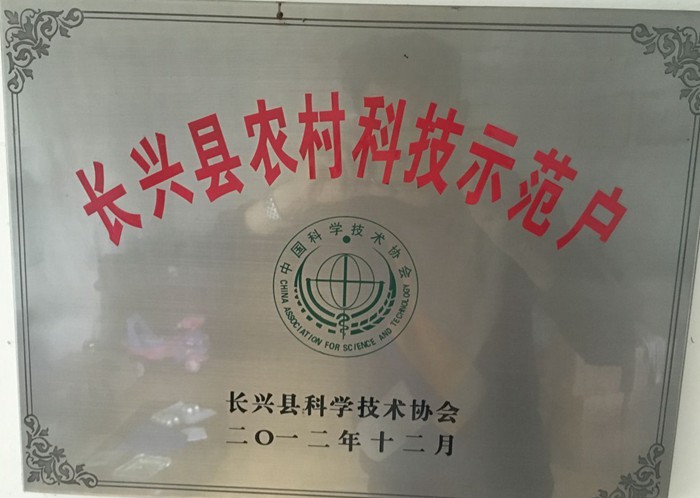 长兴县农村科技示范户
中国科学技术协会
CHINA ASSOCIATION FOR SCIENCE AND TECHNOLOGY
长兴县科学技术协会
二〇一二年十二月